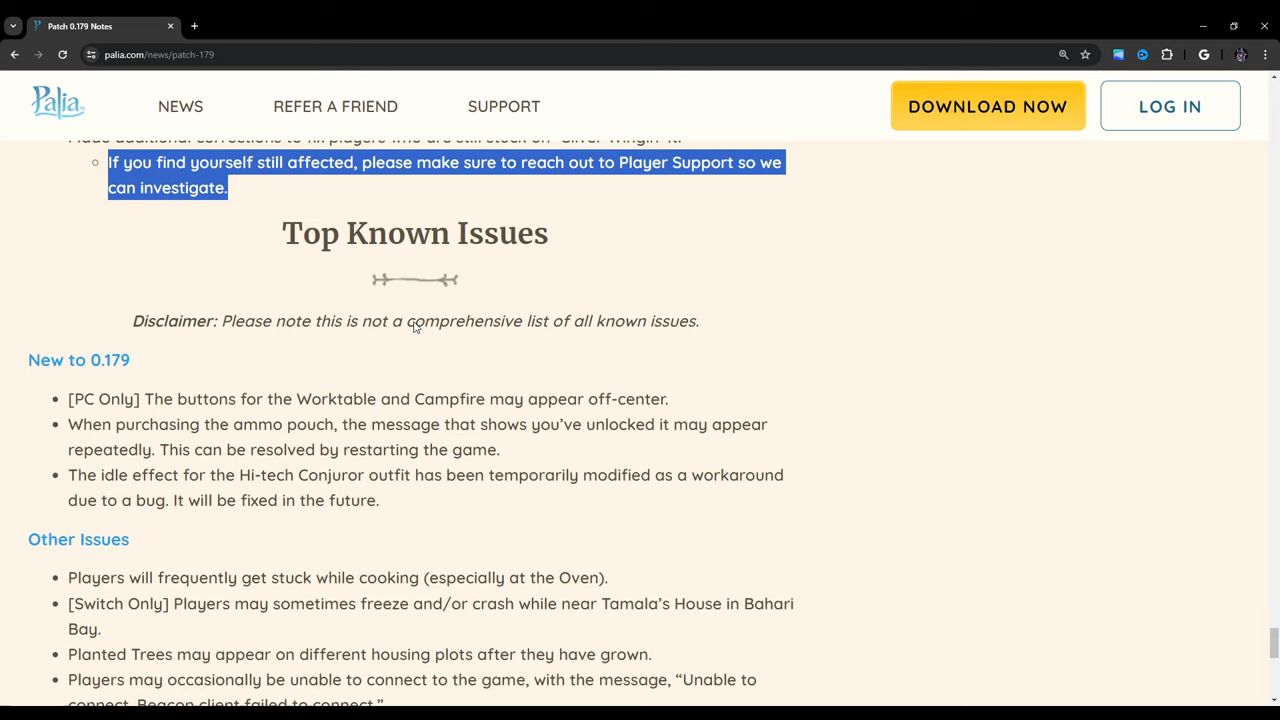 Patch 0.179 Notes
palia.com/news/patch-179
Palia
NEWS
REFER A FRIEND
SUPPORT
DOWNLOAD NOW
LOG IN
Made additional corrections to fix players who are still stuck on "Silver Wingin' It."
If you find yourself still affected, please make sure to reach out to Player Support so we
can investigate.
Top Known Issues
Disclaimer: Please note this is not a comprehensive list of all known issues.
New to 0.179
• [PC Only] The buttons for the Worktable and Campfire may appear off-center.
• When purchasing the ammo pouch, the message that shows you’ve unlocked it may appear
repeatedly. This can be resolved by restarting the game.
• The idle effect for the Hi-tech Conjuror outfit has been temporarily modified as a workaround
due to a bug. It will be fixed in the future.
Other Issues
• Players will frequently get stuck while cooking (especially at the Oven).
• [Switch Only] Players may sometimes freeze and/or crash while near Tamala’s House in Bahari
Bay.
• Planted Trees may appear on different housing plots after they have grown.
• Players may occasionally be unable to connect to the game, with the message, “Unable to
connect. Beacon client failed to connect.”